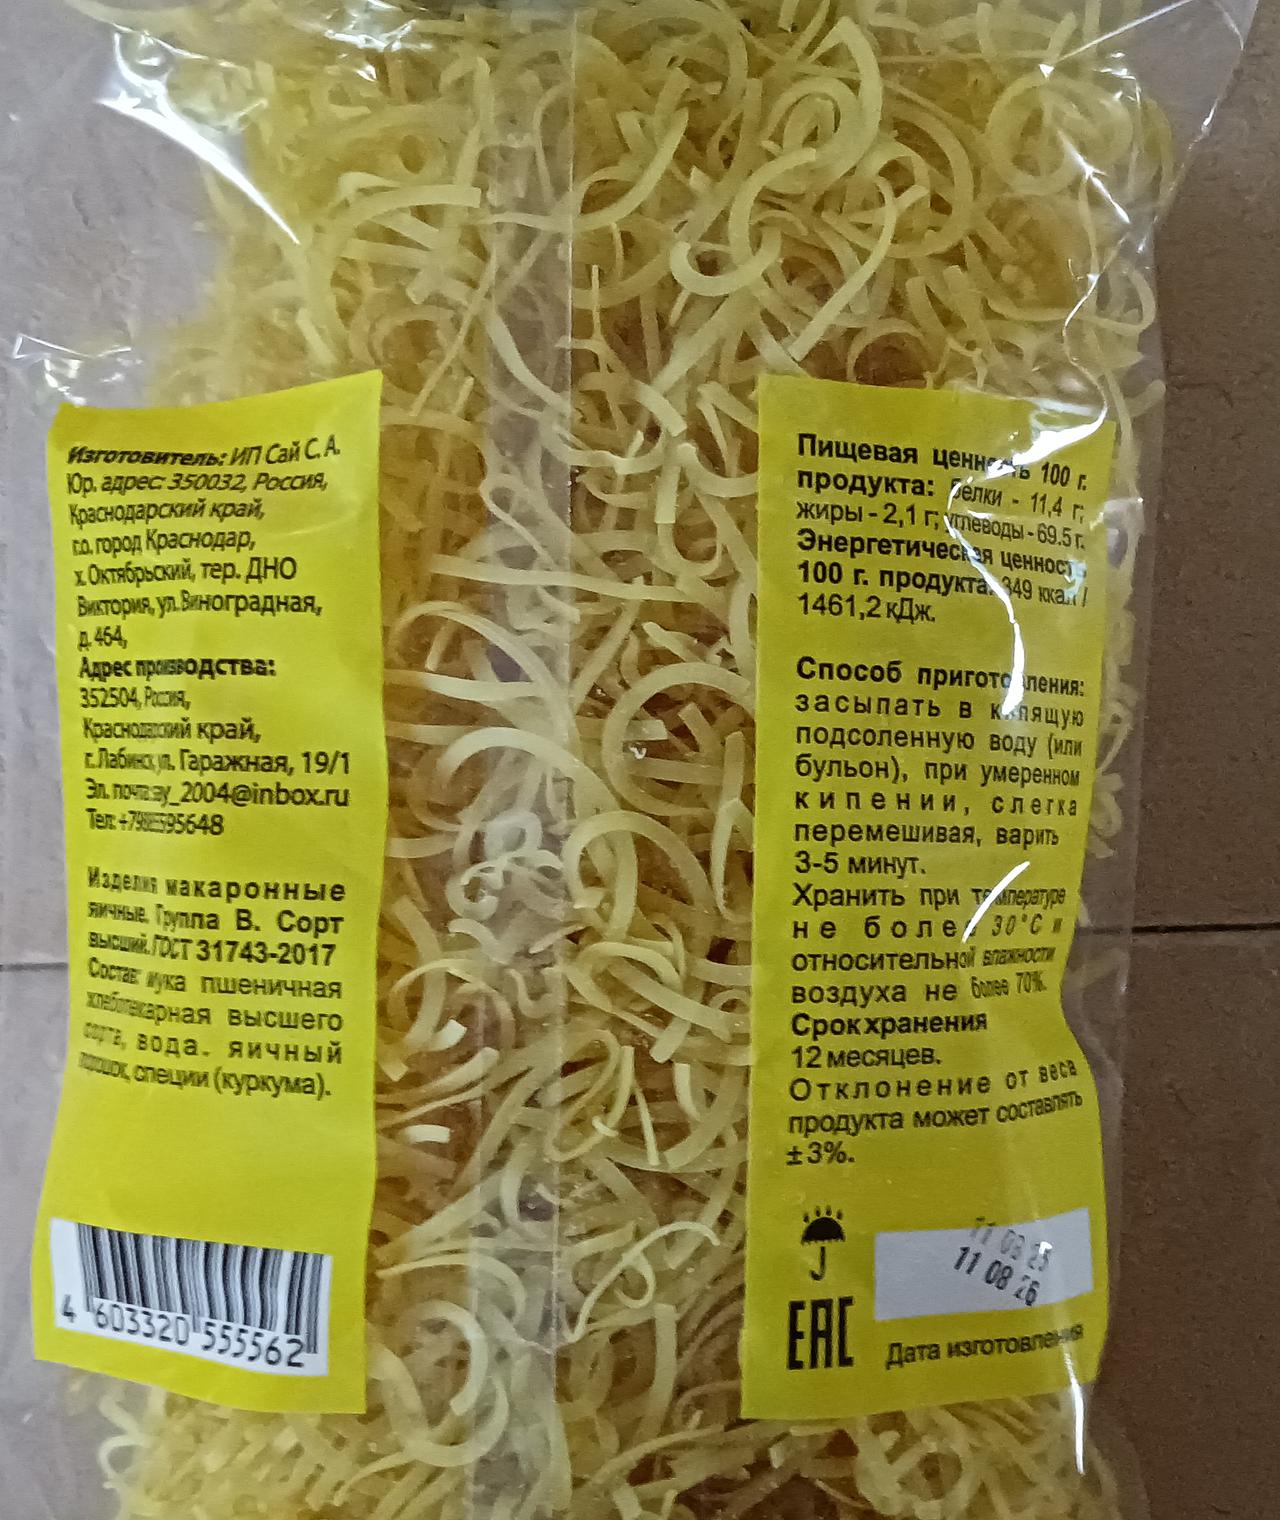 Изготовитель: ИП Сай С. А.
Юр. адрес: 350032, Россия,
Краснодарский край,
г.о. город Краснодар,
х. Октябрьский, тер. ДНО
Виктория, ул. Виноградная,
д. 464,
Адрес производства:
352504, Россия,
Краснодарский край,
г. Лабинск, ул. Гаражная, 19/1
Эл. почта:
Тел:
Изделия макаронные
яичные. Группа В. Сорт
высший. ГОСТ 31743-2017
Состав: мука пшеничная
хлебопекарная высшего
сорта, вода. яичный
порошок, специи (куркума).
4 603320 555562
Пищевая ценность 100 г.
продукта: белки - 11,4 г;
жиры - 2,1 г; углеводы - 69.5 г.
Энергетическая ценность
100 г. продукта: 349 ккал /
1461,2 кДж.
Способ приготовления:
засыпать в кипящую
подсоленную воду (или
бульон), при умеренном
кипении, слегка
перемешивая, варить
3-5 минут.
Хранить при температуре
не более 30°С и
относительной влажности
воздуха не более 70%.
Срок хранения
12 месяцев.
Отклонение от веса
продукта может составлять
±3%.
11 08 25
11 08 26
ЕАС
Дата изготовления